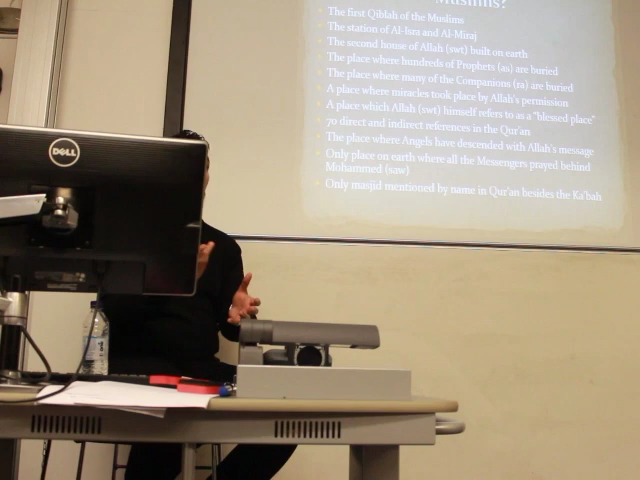 Muslims?
The first Qiblah of the Muslims
The station of Al-Isra and Al-Miraj
The second house of Allah (swt) built on earth
The place where hundreds of Prophets (as) are buried
The place where many of the Companions (ra) are buried
A place where miracles took place by Allah's permission
A place which Allah (swt) himself refers to as a "blessed place"
70 direct and indirect references in the Qur'an
The place where Angels have descended with Allah's message
Only place on earth where all the Messengers prayed behind
Mohammed (saw)
Only masjid mentioned by name in Qur'an besides the Ka'bah
DELL